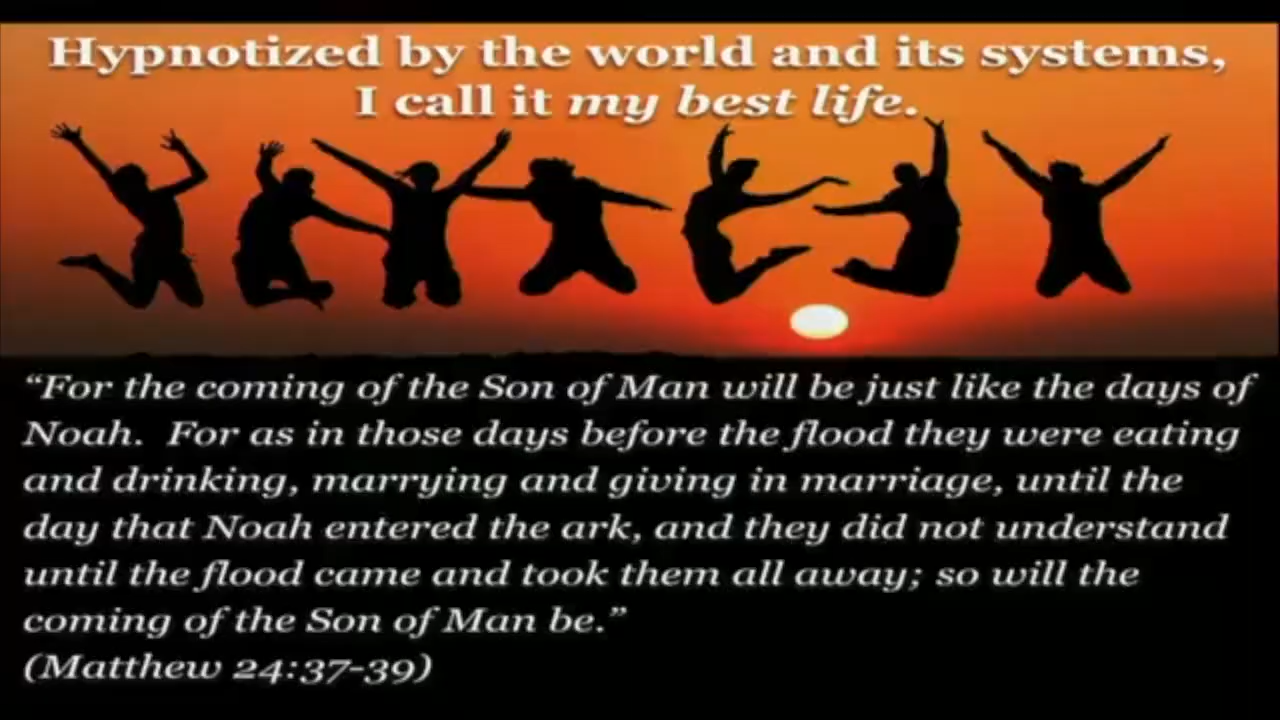 Hypnotized by the world and its systems,
I call it my best life.
“For the coming of the Son of Man will be just like the days of
Noah.  For as in those days before the flood they were eating
and drinking, marrying and giving in marriage, until the
day that Noah entered the ark, and they did not understand
until the flood came and took them all away; so will the
coming of the Son of Man be.”
(Matthew 24:37-39)